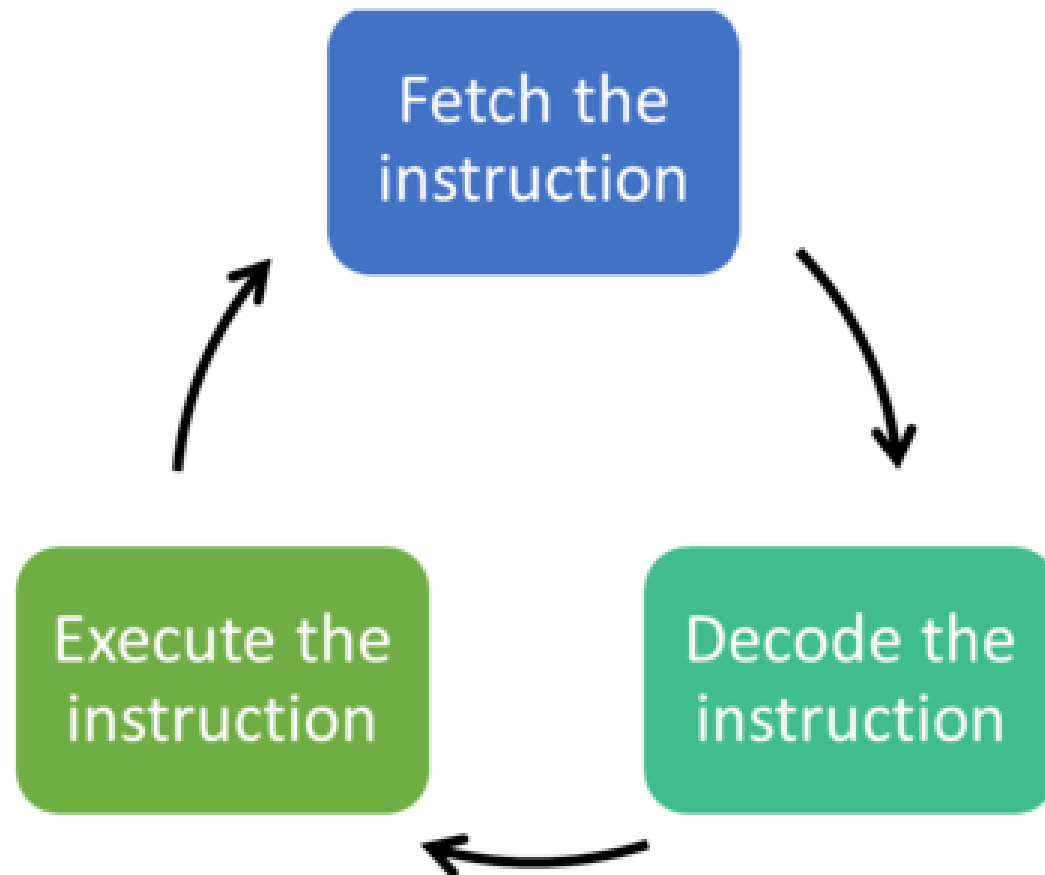 Fetch the
instruction
Decode the
instruction
Execute the
instruction